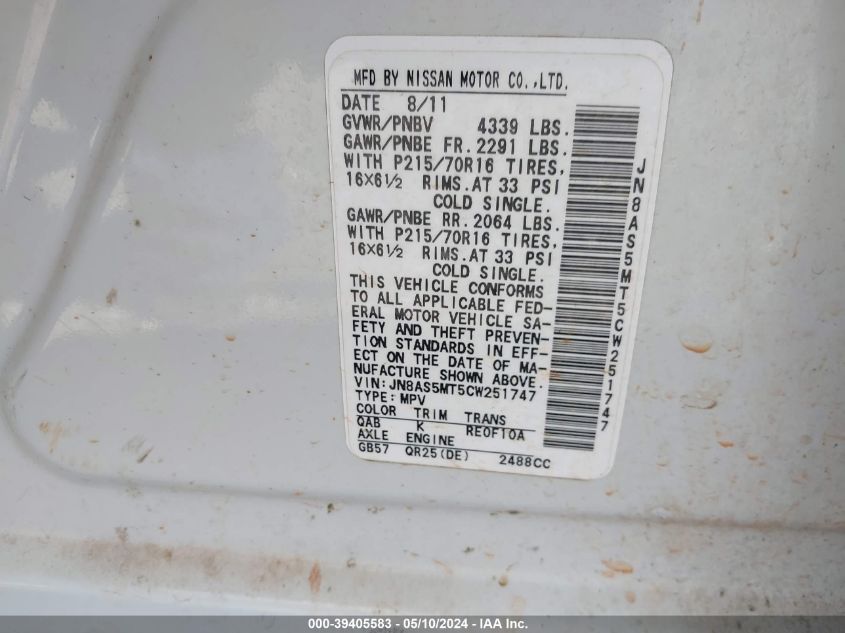 MFD BY NISSAN MOTOR CO.,LTD.
DATE 8/11
GVWR/PNBV 4339 LBS.
GAWR/PNBE FR. 2291 LBS.
WITH P215/70R16 TIRES,
16X6½ RIMS. AT 33 PSI
COLD SINGLE.
GAWR/PNBE RR. 2064 LBS.
WITH P215/70R16 TIRES,
16X6½ RIMS. AT 33 PSI
COLD SINGLE.
THIS VEHICLE CONFORMS
TO ALL APPLICABLE FED-
ERAL MOTOR VEHICLE SA-
FETY AND THEFT PREVEN-
TION STANDARDS IN EFF-
ECT ON THE DATE OF MA-
NUFACTURE SHOWN ABOVE.
VIN: JN8AS5MT5CW251747
TYPE: MPV
COLOR TRIM TRANS
QAB K RE0F10A
AXLE ENGINE
GB57 QR25(DE) 2488CC
JN8AS5MT5CW251747
000-39405583 - 05/10/2024 - IAA Inc.